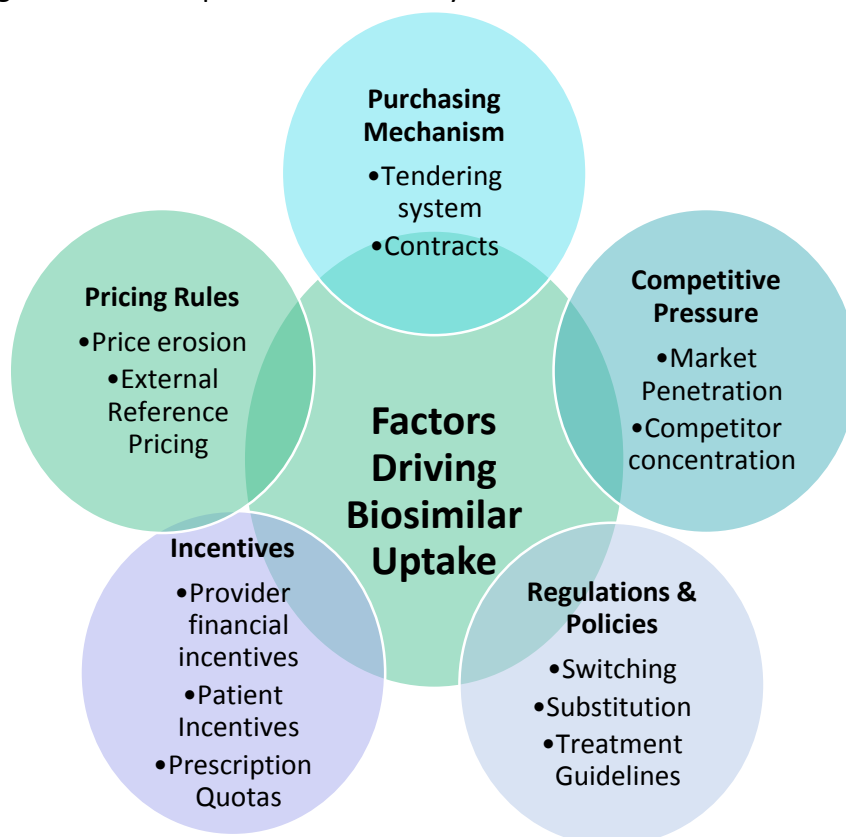 Purchasing
Mechanism
•Tendering
system
•Contracts
Competitive
Pressure
•Market
Penetration
•Competitor
concentration
Regulations &
Policies
•Switching
•Substitution
•Treatment
Guidelines
Incentives
•Provider
financial
incentives
•Patient
Incentives
•Prescription
Quotas
Pricing Rules
•Price erosion
•External
Reference
Pricing
Factors
Driving
Biosimilar
Uptake